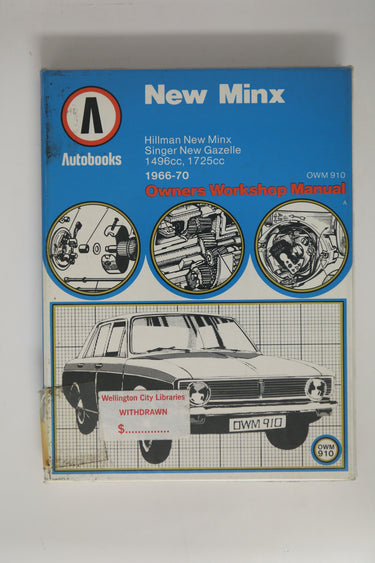 New Minx
Autobooks
Hillman New Minx
Singer New Gazelle
1496cc, 1725cc
1966-70
OWM 910
Owners Workshop Manual
A
Wellington City Libraries
WITHDRAWN
$..............
OWM 910
OWM
910